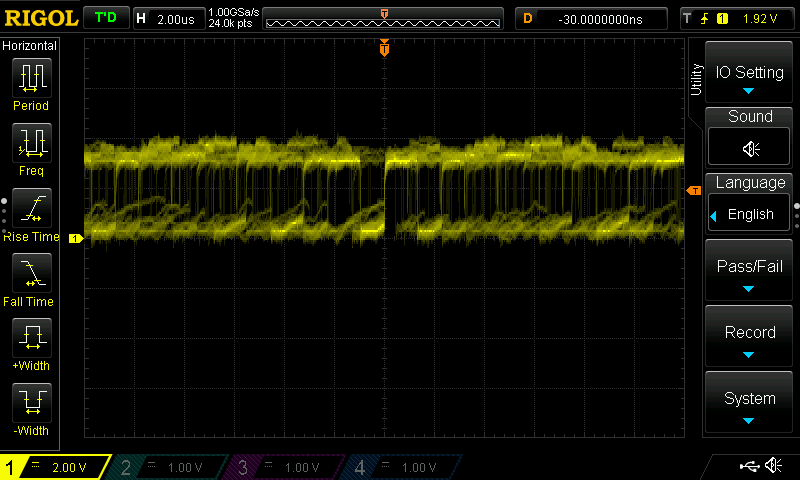 RIGOL T'D H 2.00us 1.00GSa/s 24.0k pts T D -30.0000000ns T 1 1.92 V
Horizontal
Period
Freq
Rise Time
Fall Time
+Width
-Width
T
T
1
Utility
IO Setting
Sound
Language
English
Pass/Fail
Record
System
1 2.00 V 2 1.00 V 3 1.00 V 4 1.00 V